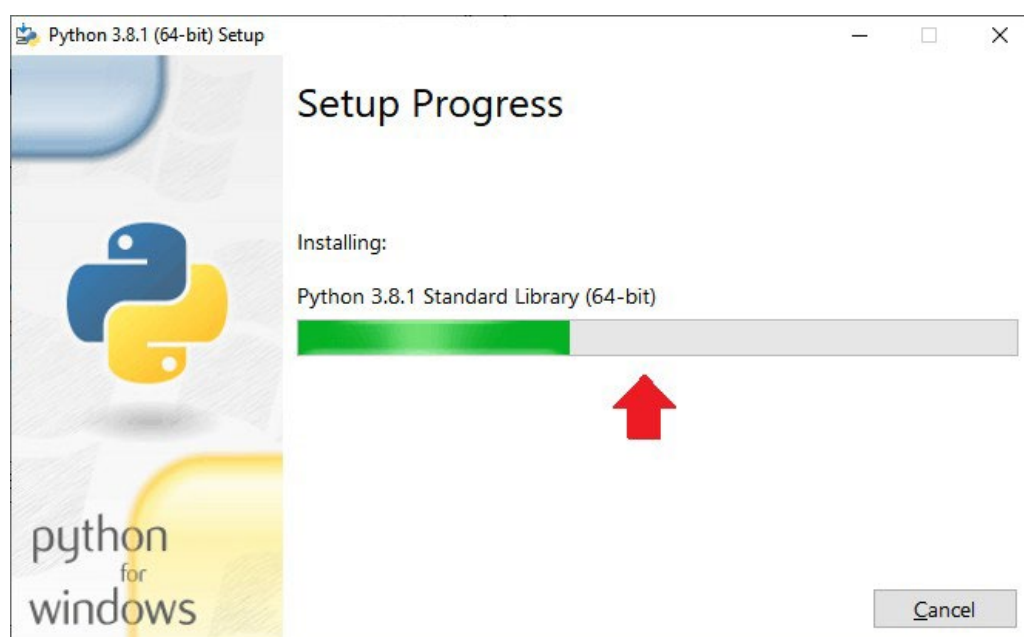 Python 3.8.1 (64-bit) Setup
Setup Progress
Installing:
Python 3.8.1 Standard Library (64-bit)
python
for
windows
Cancel